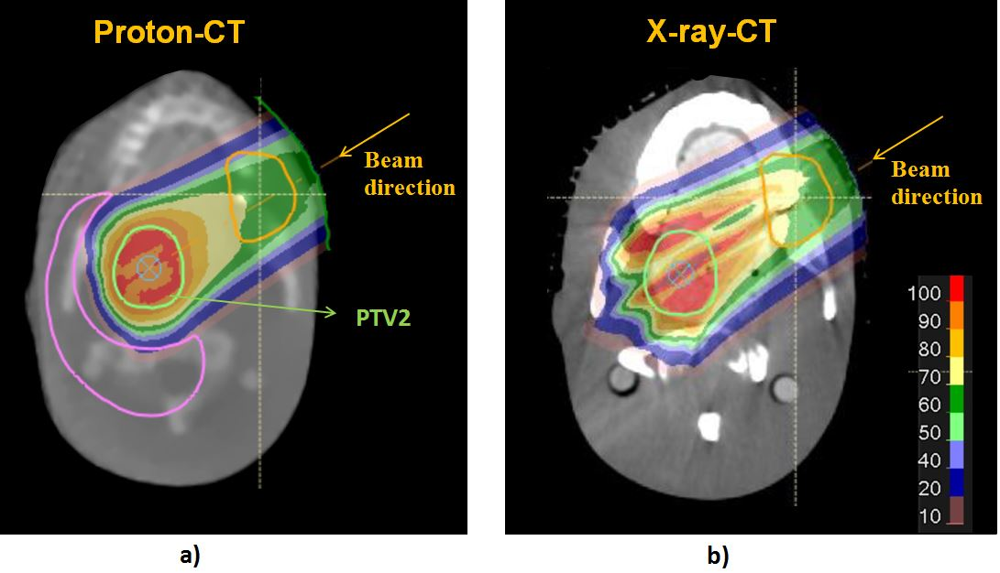 Proton-CT
X-ray-CT
Beam
direction
Beam
direction
PTV2
100
90
80
70
60
50
40
20
10
a)
b)